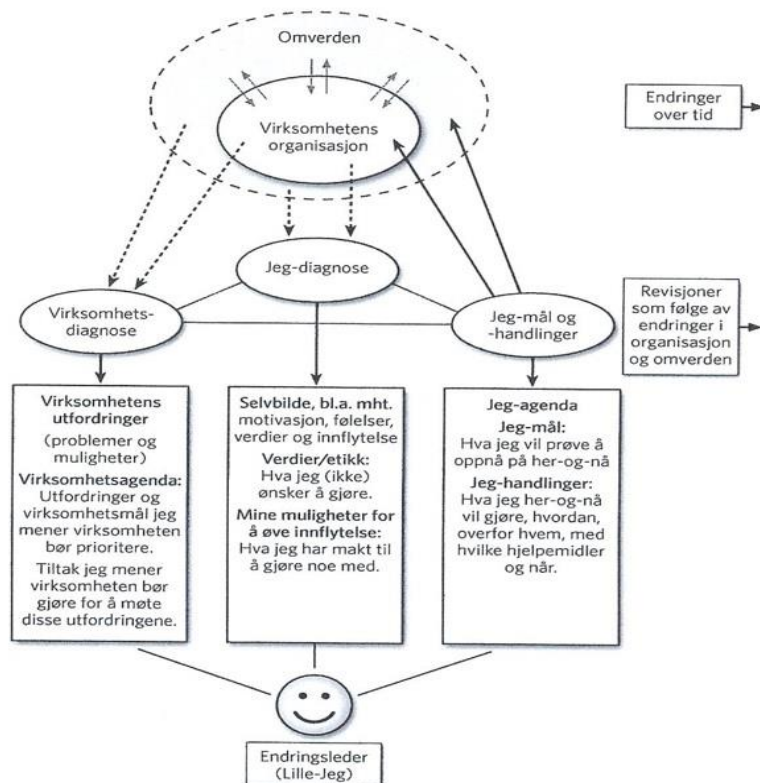 Omverden
Virksomhetens
organisasjon
Endringer
over tid
Jeg-diagnose
Virksomhets-
diagnose
Jeg-mål og
-handlinger
Revisjoner
som følge av
endringer i
organisasjon
og omverden
Virksomhetens
utfordringer
(problemer og
muligheter)
Virksomhetsagenda:
Utfordringer og
virksomhetsmål jeg
mener virksomheten
bør prioritere.
Tiltak jeg mener
virksomheten bør
gjøre for å møte
disse utfordringene.
Selvbilde, bl.a. mht.
motivasjon, følelser,
verdier og innflytelse
Verdier/etikk:
Hva jeg (ikke)
ønsker å gjøre.
Mine muligheter for
å øve innflytelse:
Hva jeg har makt til
å gjøre noe med.
Jeg-agenda
Jeg-mål:
Hva jeg vil prøve å
oppnå på her-og-nå
Jeg-handlinger:
Hva jeg her-og-nå
vil gjøre, hvordan,
overfor hvem, med
hvilke hjelpemidler
og når.
Endringsleder
(Lille-Jeg)